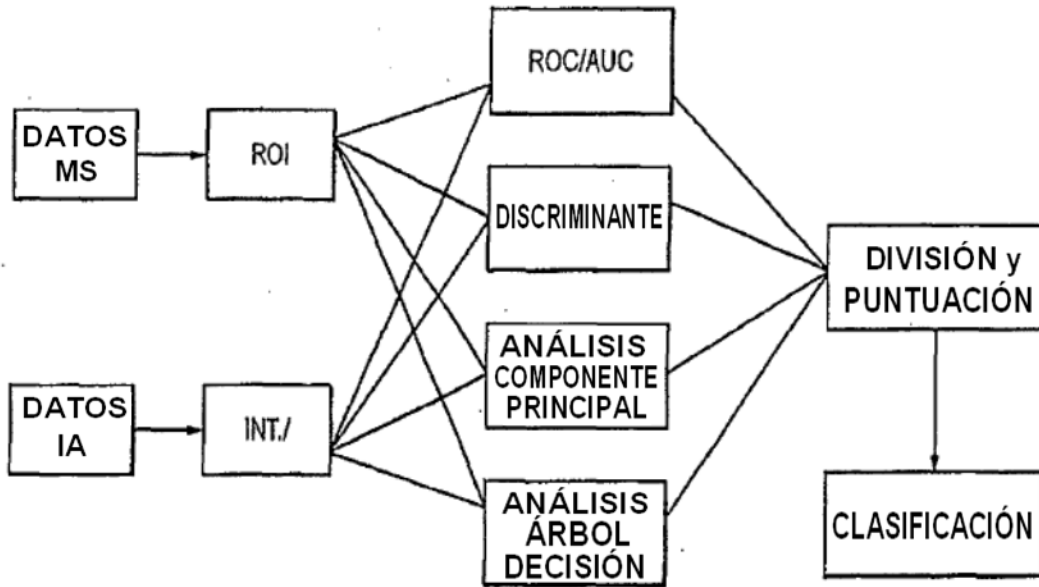 DATOS
MS
ROI
DATOS
IA
INT./
ROC/AUC
DISCRIMINANTE
ANÁLISIS
COMPONENTE
PRINCIPAL
ANÁLISIS
ÁRBOL
DECISIÓN
DIVISIÓN y
PUNTUACIÓN
CLASIFICACIÓN